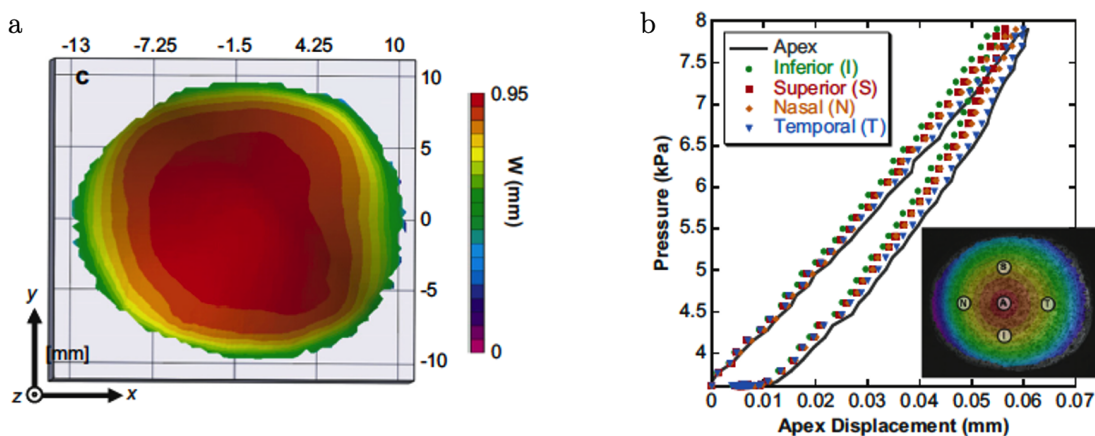 a
-13 -7.25 -1.5 4.25 10
c
10
5
0
-5
-10
y
[mm]
z
x
0.95
W (mm)
0
b
8
7.5
7
6.5
6
5.5
5
4.5
4
Pressure (kPa)
Apex
Inferior (I)
Superior (S)
Nasal (N)
Temporal (T)
S
N A T
I
0 0.01 0.02 0.03 0.04 0.05 0.06 0.07
Apex Displacement (mm)